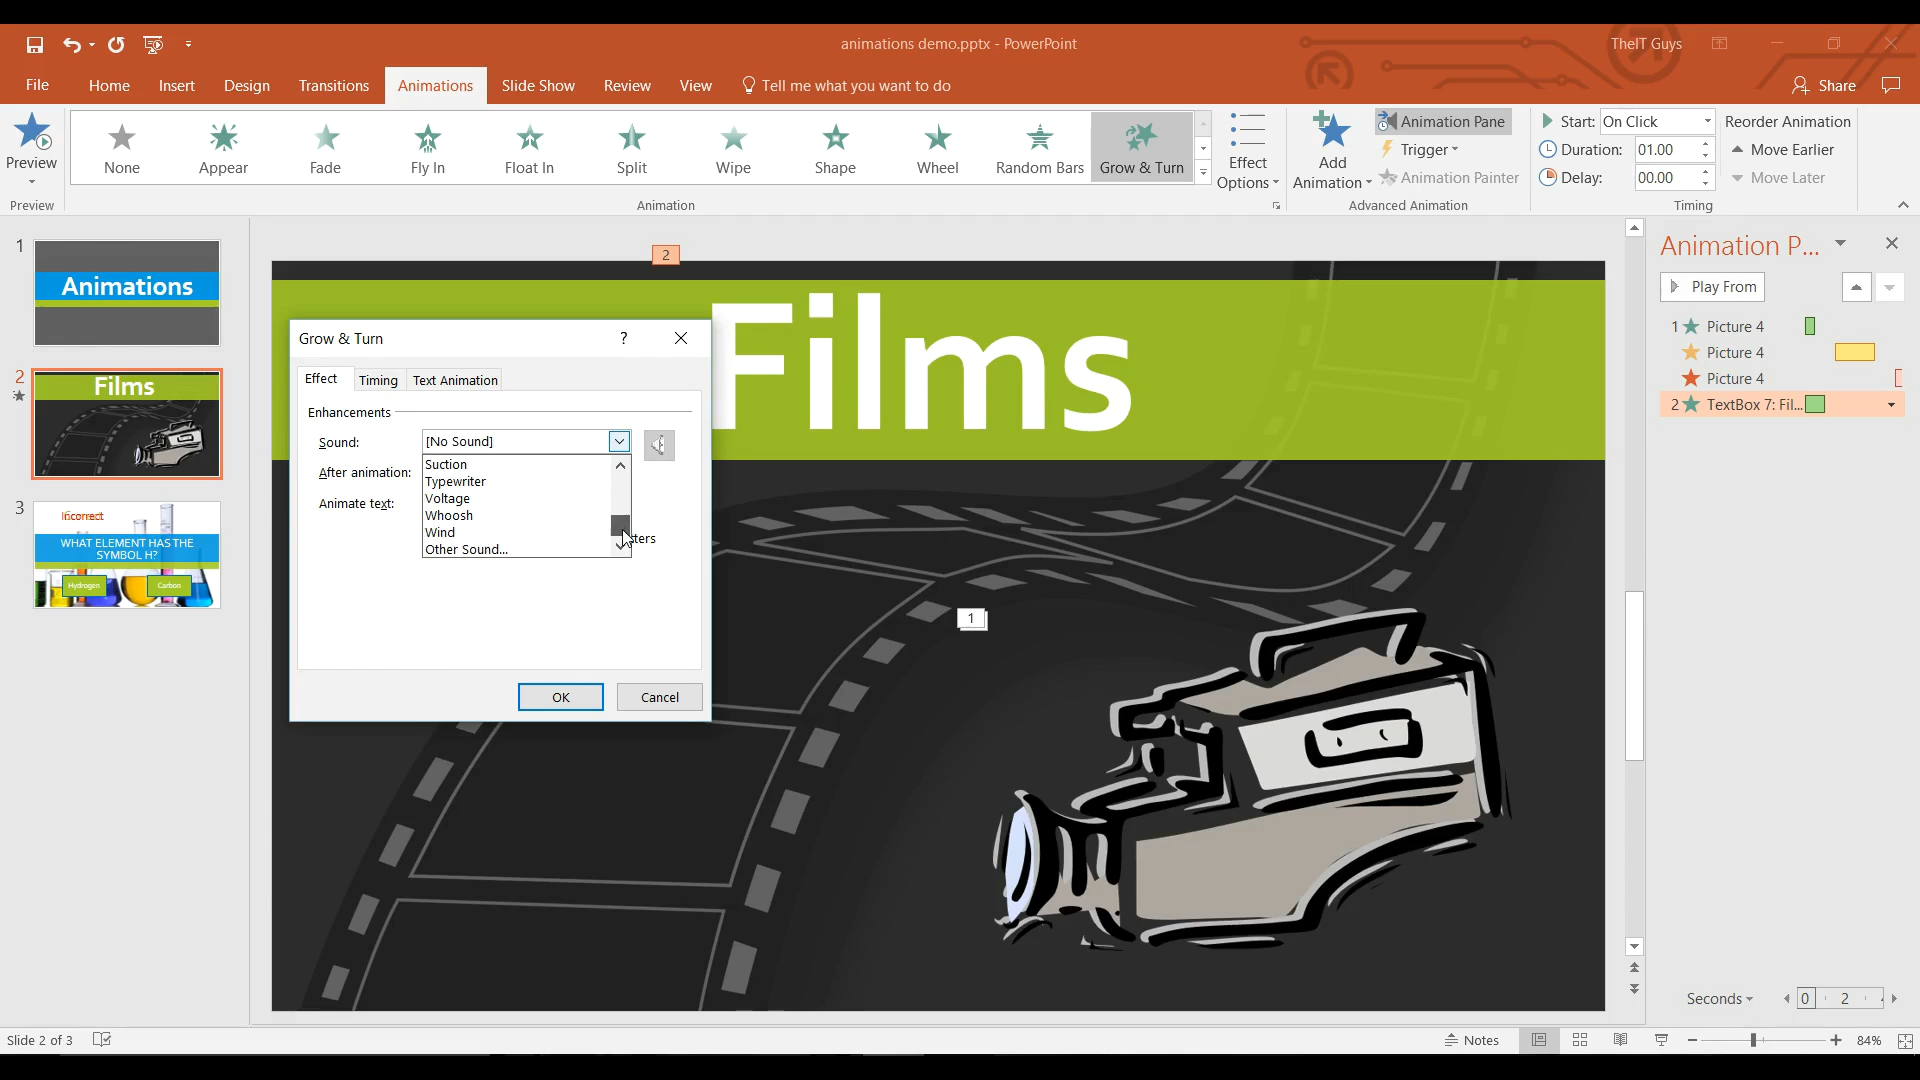 animations demo.pptx - PowerPoint
TheIT Guys
File Home Insert Design Transitions Animations Slide Show Review View Tell me what you want to do
Share
Preview
None Appear Fade Fly In Float In Split Wipe Shape Wheel Random Bars Grow & Turn
Effect Options
Add Animation
Animation Pane
Trigger
Animation Painter
Start: On Click
Duration: 01.00
Delay: 00.00
Reorder Animation
Move Earlier
Move Later
Preview Animation Advanced Animation Timing
1
Animations
2
Films
3
Incorrect
WHAT ELEMENT HAS THE
SYMBOL H?
Hydrogen Carbon
2
Films
1
Grow & Turn ?
Effect Timing Text Animation
Enhancements
Sound: [No Sound]
After animation:
Animate text:
Suction
Typewriter
Voltage
Whoosh
Wind
Other Sound...
OK Cancel
Animation P...
Play From
1 Picture 4
Picture 4
Picture 4
2 TextBox 7: Fil...
Seconds 0 2
Slide 2 of 3
Notes
84%